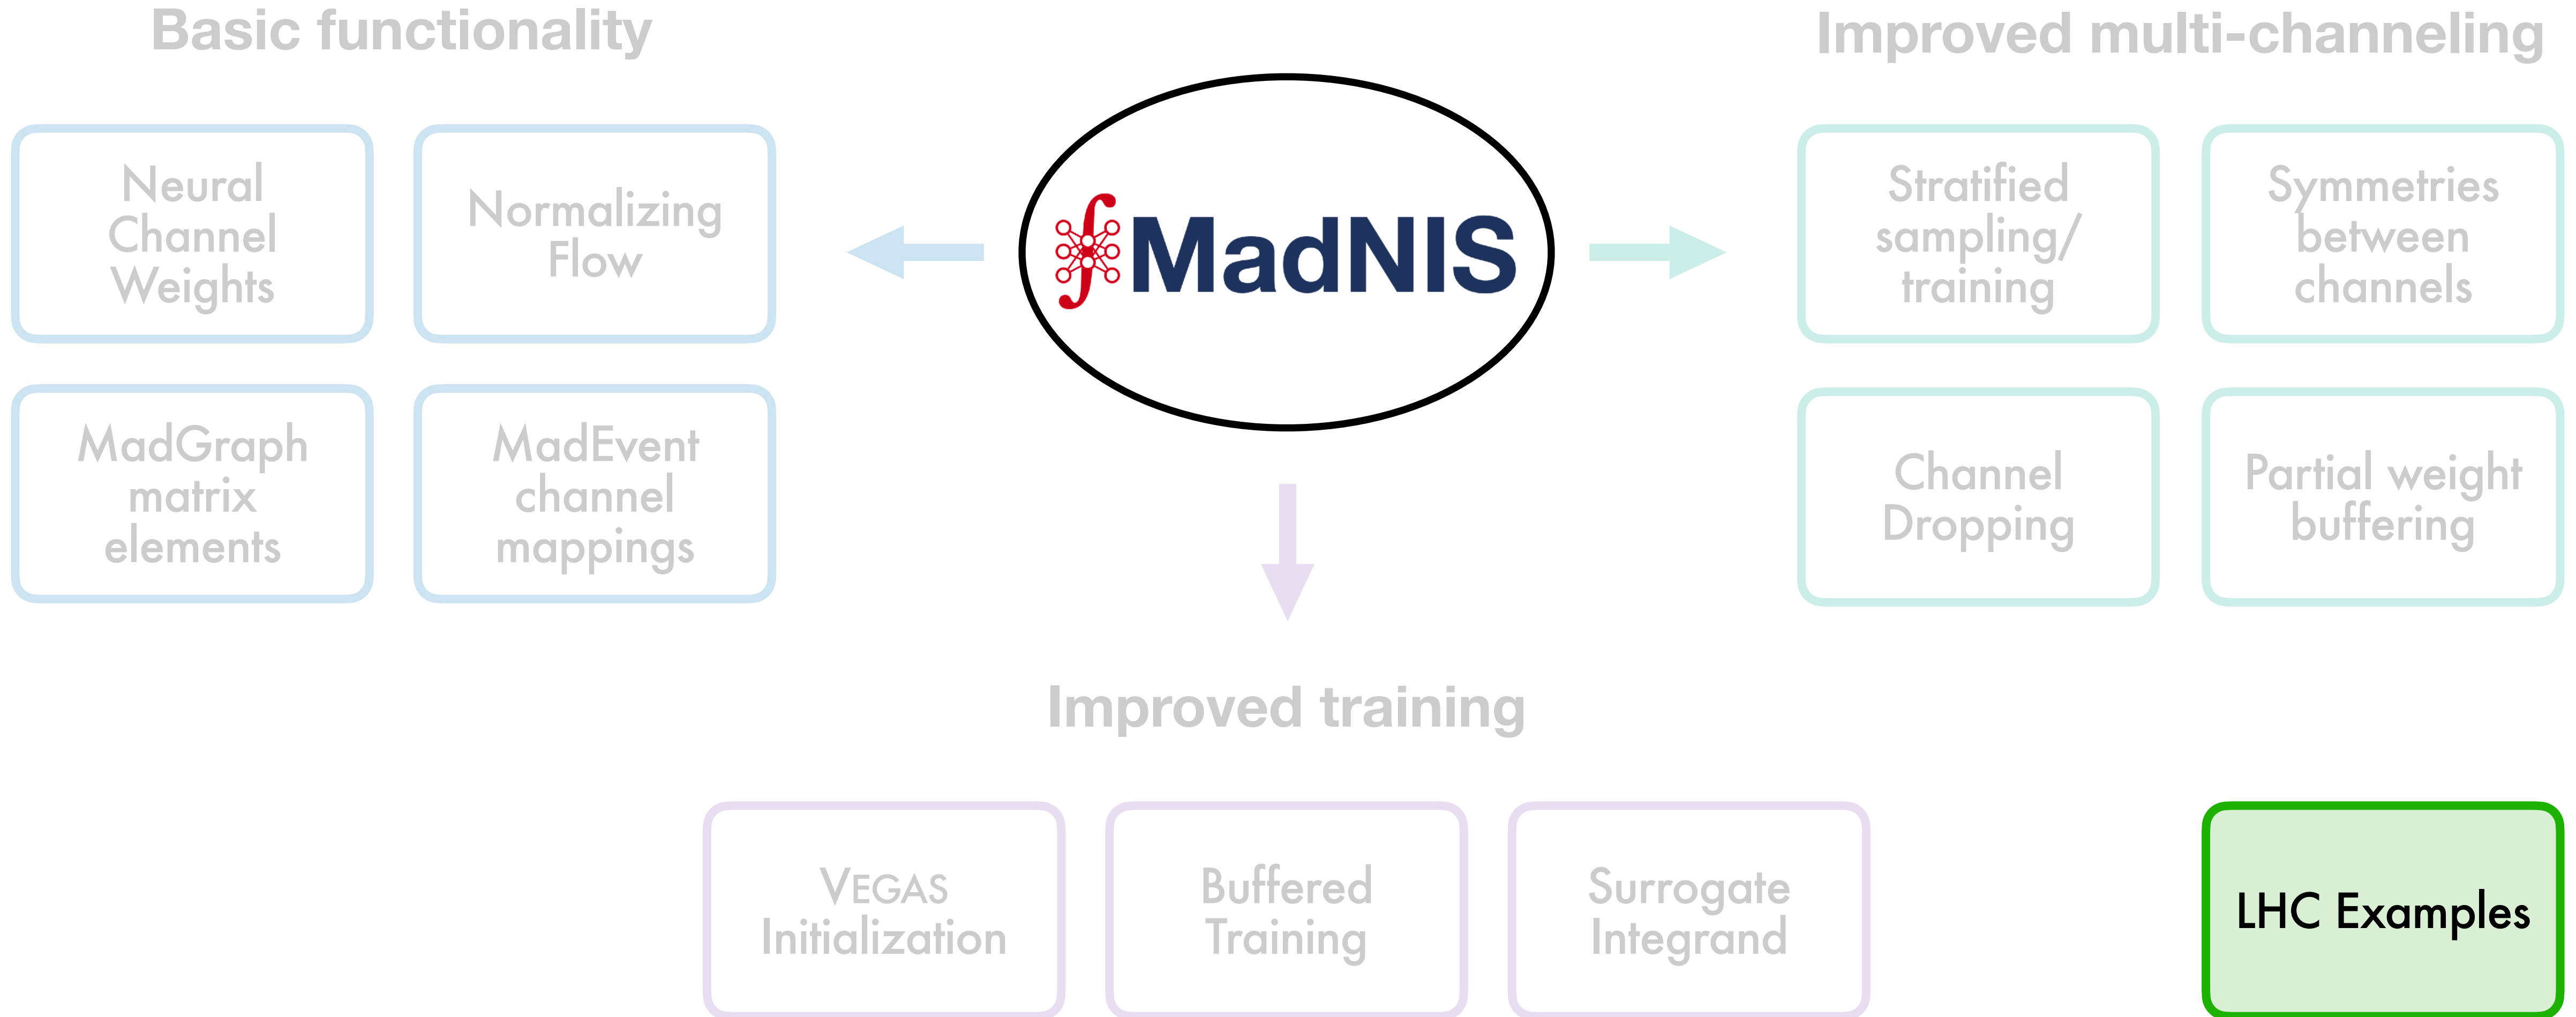 Basic functionality
Neural
Channel
Weights
Normalizing
Flow
MadGraph
matrix
elements
MadEvent
channel
mappings
MadNIS
Improved multi-channeling
Stratified
sampling/
training
Symmetries
between
channels
Channel
Dropping
Partial weight
buffering
Improved training
VEGAS
Initialization
Buffered
Training
Surrogate
Integrand
LHC Examples